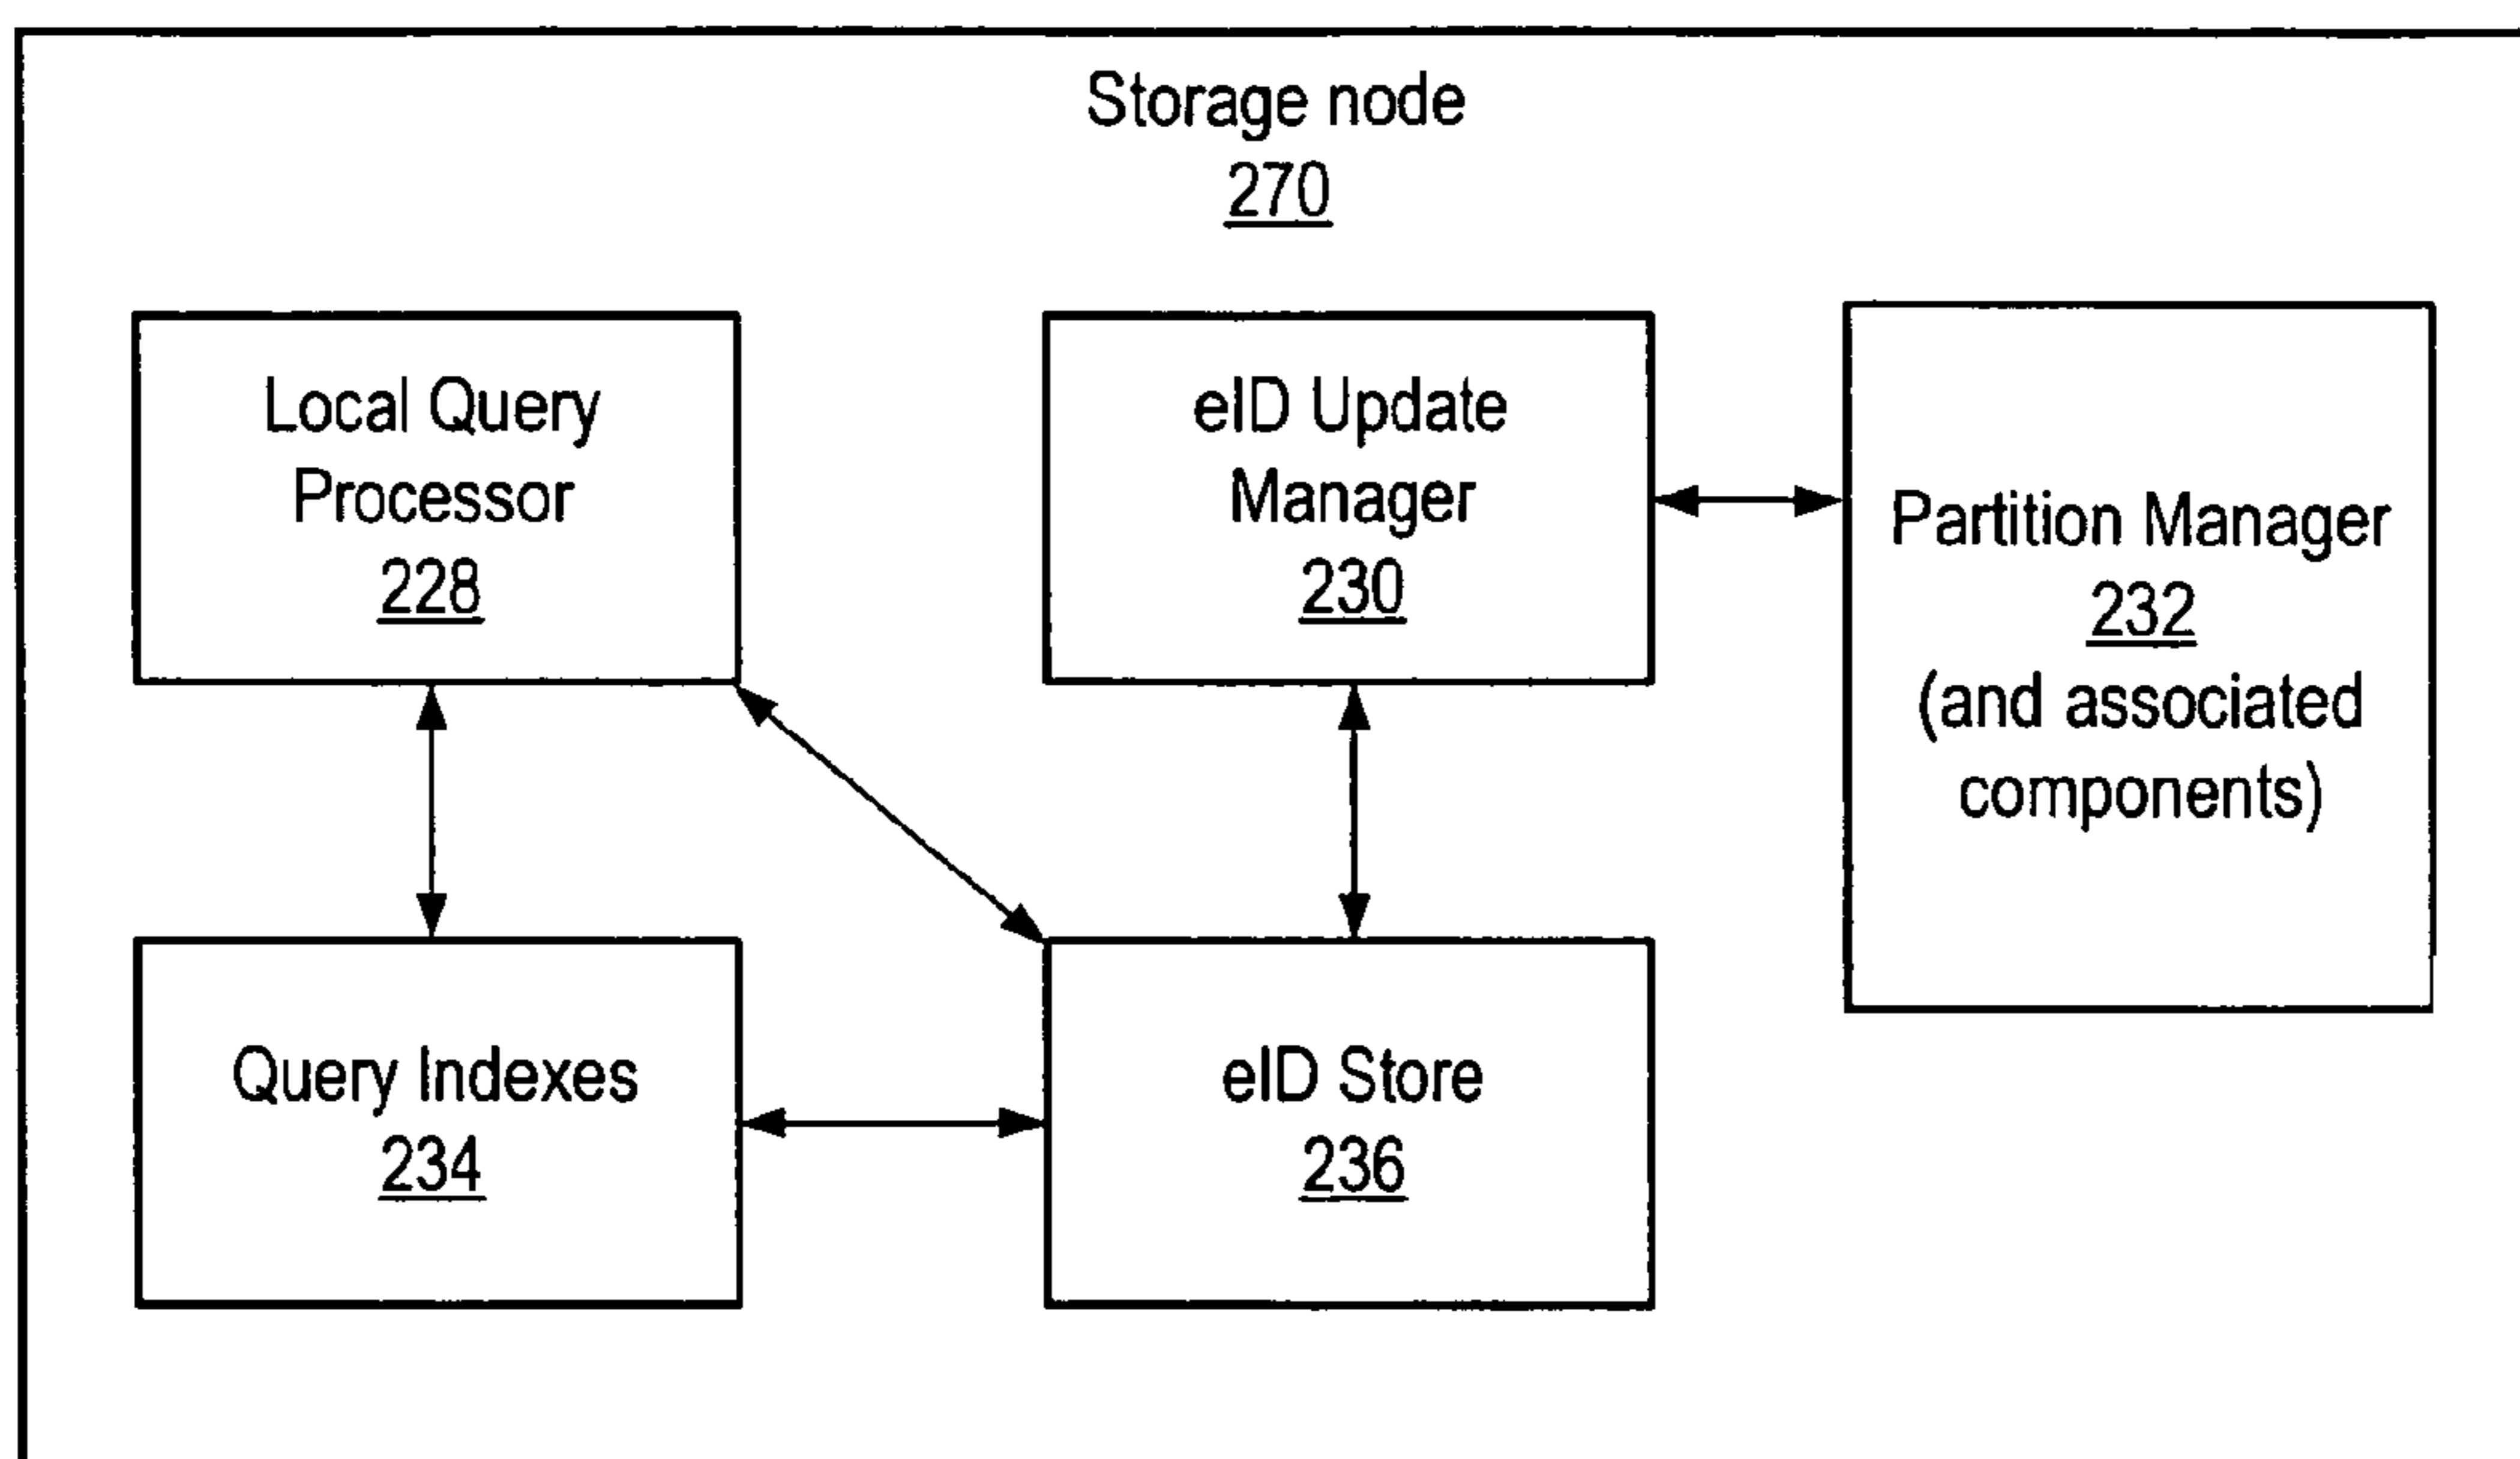 Storage node
270
Local Query
Processor
228
eID Update
Manager
230
Partition Manager
232
(and associated
components)
Query Indexes
234
eID Store
236